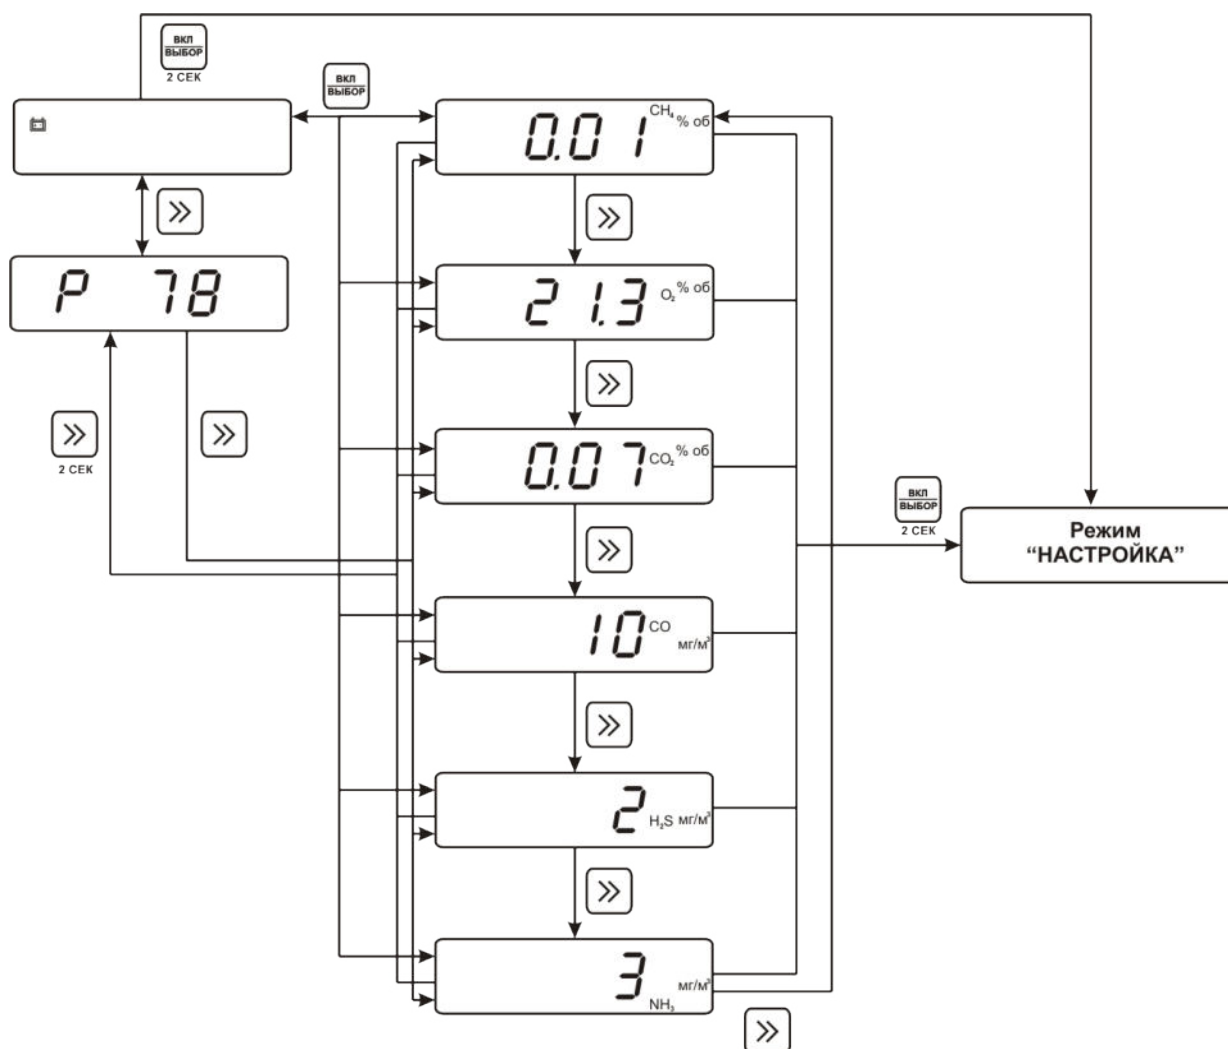 ВКЛ
ВЫБОР
2 СЕК
ВКЛ
ВЫБОР
0.01 CH₄ % об
P 78
21.3 O₂ % об
2 СЕК
0.07 CO₂ % об
ВКЛ
ВЫБОР
2 СЕК
Режим
“НАСТРОЙКА”
10 CO мг/м³
2 H₂S мг/м³
3 NH₃ мг/м³